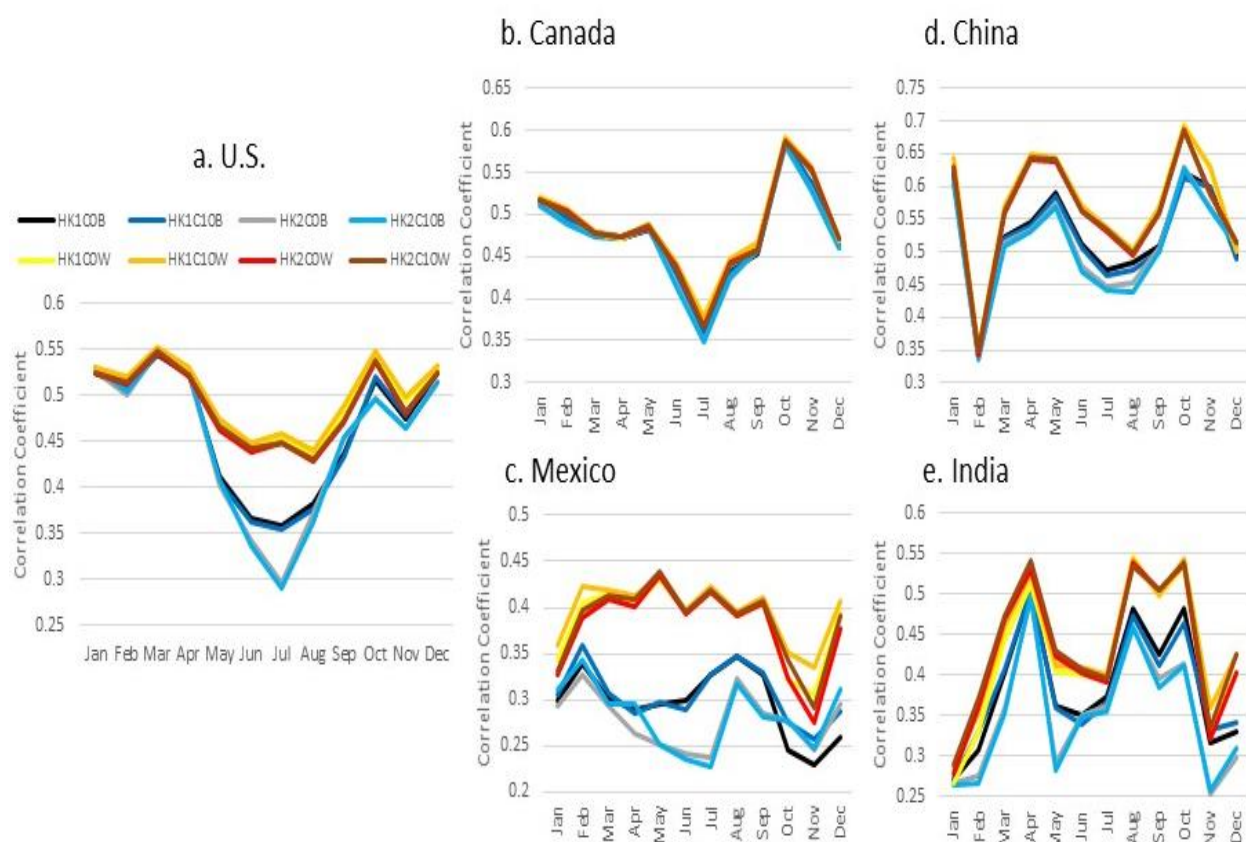 a. U.S.
HK1C0B HK1C10B HK2C0B HK2C10B
HK1C0W HK1C10W HK2C0W HK2C10W
Correlation Coefficient
0.6
0.55
0.5
0.45
0.4
0.35
0.3
0.25
Jan Feb Mar Apr May Jun Jul Aug Sep Oct Nov Dec
b. Canada
Correlation Coefficient
0.65
0.6
0.55
0.5
0.45
0.4
0.35
0.3
Jan Feb Mar Apr May Jun Jul Aug Sep Oct Nov Dec
c. Mexico
Correlation Coefficient
0.5
0.45
0.4
0.35
0.3
0.25
0.2
Jan Feb Mar Apr May Jun Jul Aug Sep Oct Nov Dec
d. China
Correlation Coefficient
0.75
0.7
0.65
0.6
0.55
0.5
0.45
0.4
0.35
0.3
Jan Feb Mar Apr May Jun Jul Aug Sep Oct Nov Dec
e. India
Correlation Coefficient
0.6
0.55
0.5
0.45
0.4
0.35
0.3
0.25
Jan Feb Mar Apr May Jun Jul Aug Sep Oct Nov Dec